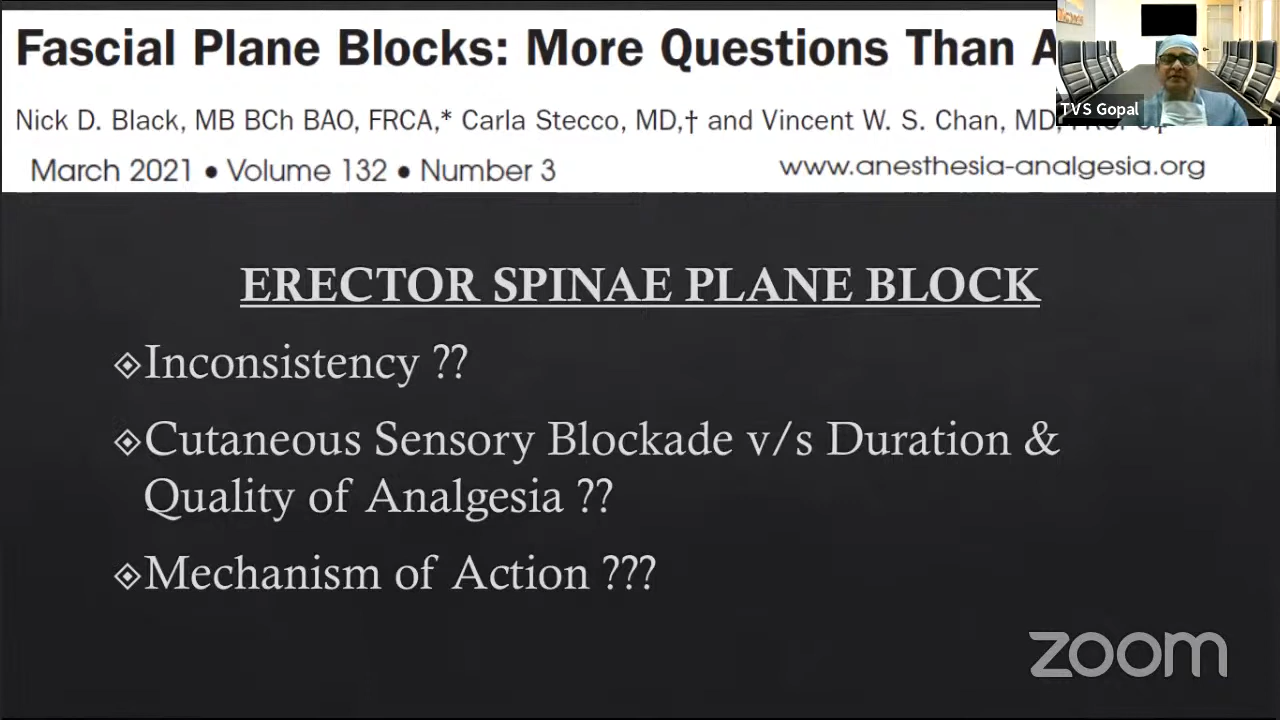 Fascial Plane Blocks: More Questions Than A
TVS Gopal
Nick D. Black, MB BCh BAO, FRCA,* Carla Stecco, MD,† and Vincent W. S. Chan, MD,
March 2021 • Volume 132 • Number 3
www.anesthesia-analgesia.org
ERECTOR SPINAE PLANE BLOCK
Inconsistency ??
Cutaneous Sensory Blockade v/s Duration &
Quality of Analgesia ??
Mechanism of Action ???
zoom